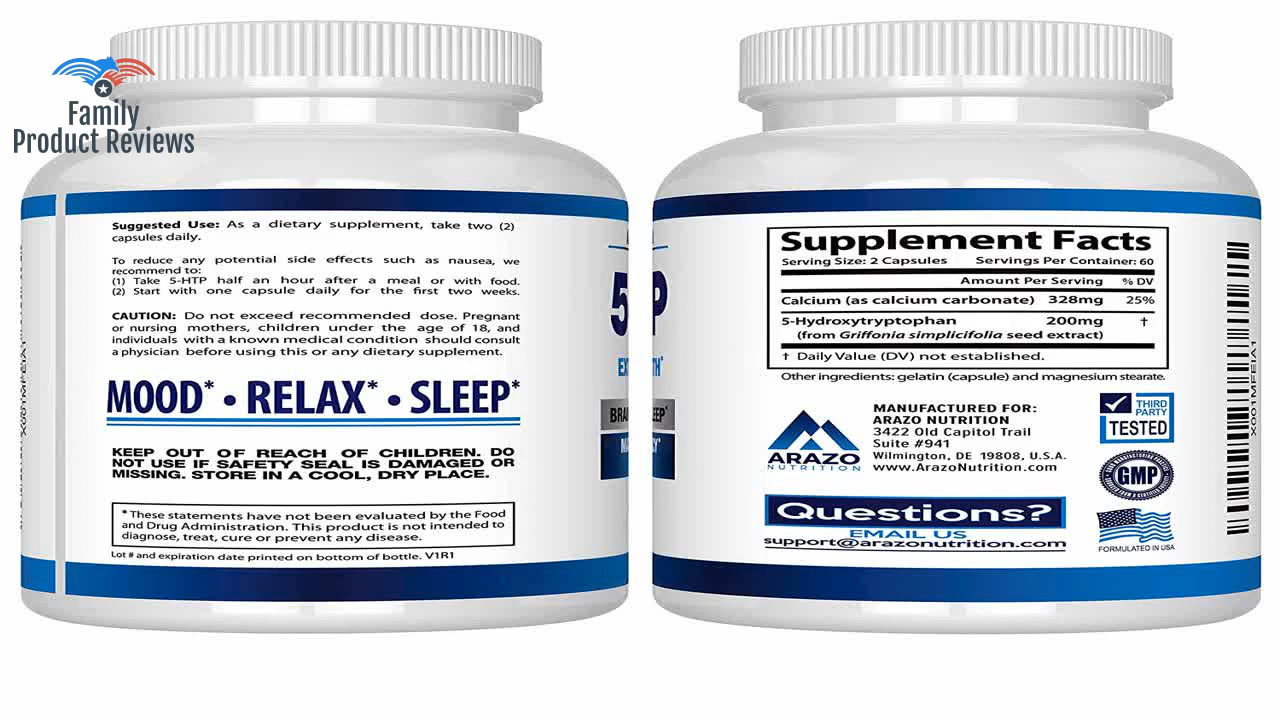 Family
Product Reviews
Suggested Use: As a dietary supplement, take two (2)
capsules daily.
To reduce any potential side effects such as nausea, we
recommend to:
(1) Take 5-HTP half an hour after a meal or with food.
(2) Start with one capsule daily for the first two weeks.
CAUTION: Do not exceed recommended dose. Pregnant
or nursing mothers, children under the age of 18, and
individuals with a known medical condition should consult
a physician before using this or any dietary supplement.
MOOD* • RELAX* • SLEEP*
KEEP OUT OF REACH OF CHILDREN. DO
NOT USE IF SAFETY SEAL IS DAMAGED OR
MISSING. STORE IN A COOL, DRY PLACE.
*These statements have not been evaluated by the Food
and Drug Administration. This product is not intended to
diagnose, treat, cure or prevent any disease.
Lot # and expiration date printed on bottom of bottle. V1R1
X001MFEIA1
Supplement Facts
Serving Size: 2 Capsules Servings Per Container: 60
Amount Per Serving % DV
Calcium (as calcium carbonate) 328mg 25%
5-Hydroxytryptophan 200mg †
(from Griffonia simplicifolia seed extract)
† Daily Value (DV) not established.
Other ingredients: gelatin (capsule) and magnesium stearate.
ARAZO
NUTRITION
MANUFACTURED FOR:
ARAZO NUTRITION
3422 Old Capitol Trail
Suite #941
Wilmington, DE 19808, U.S.A.
www.ArazoNutrition.com
THIRD
PARTY
TESTED
GMP
FORMULATED IN USA
Questions?
EMAIL US
support@arazonutrition.com
X001MFEIA1